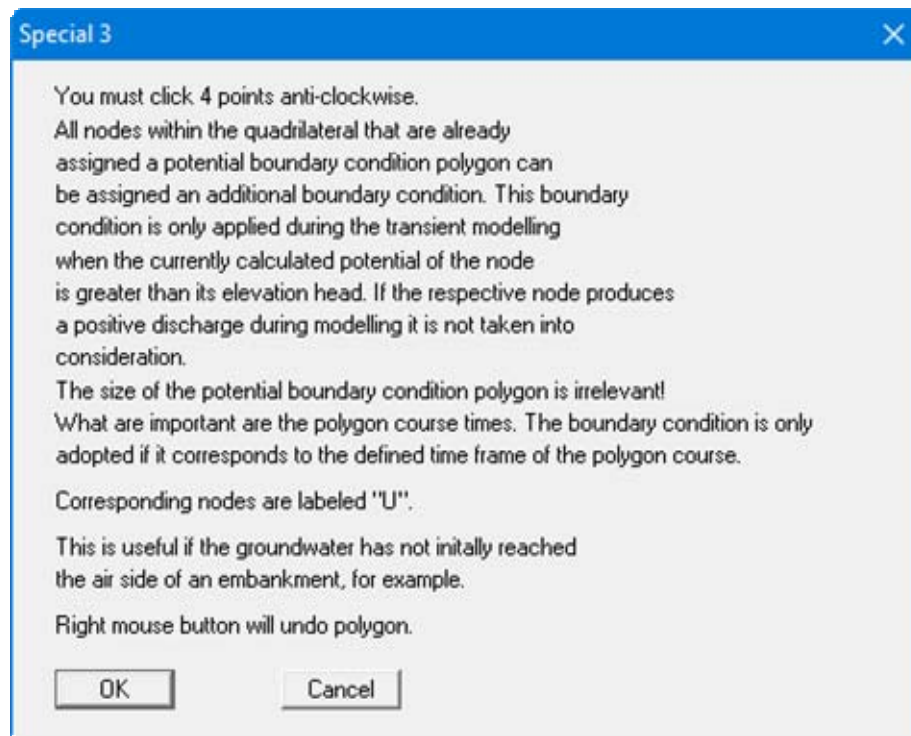 Special 3
You must click 4 points anti-clockwise.
All nodes within the quadrilateral that are already
assigned a potential boundary condition polygon can
be assigned an additional boundary condition. This boundary
condition is only applied during the transient modelling
when the currently calculated potential of the node
is greater than its elevation head. If the respective node produces
a positive discharge during modelling it is not taken into
consideration.
The size of the potential boundary condition polygon is irrelevant!
What are important are the polygon course times. The boundary condition is only
adopted if it corresponds to the defined time frame of the polygon course.
Corresponding nodes are labeled "U".
This is useful if the groundwater has not initally reached
the air side of an embankment, for example.
Right mouse button will undo polygon.
OK
Cancel